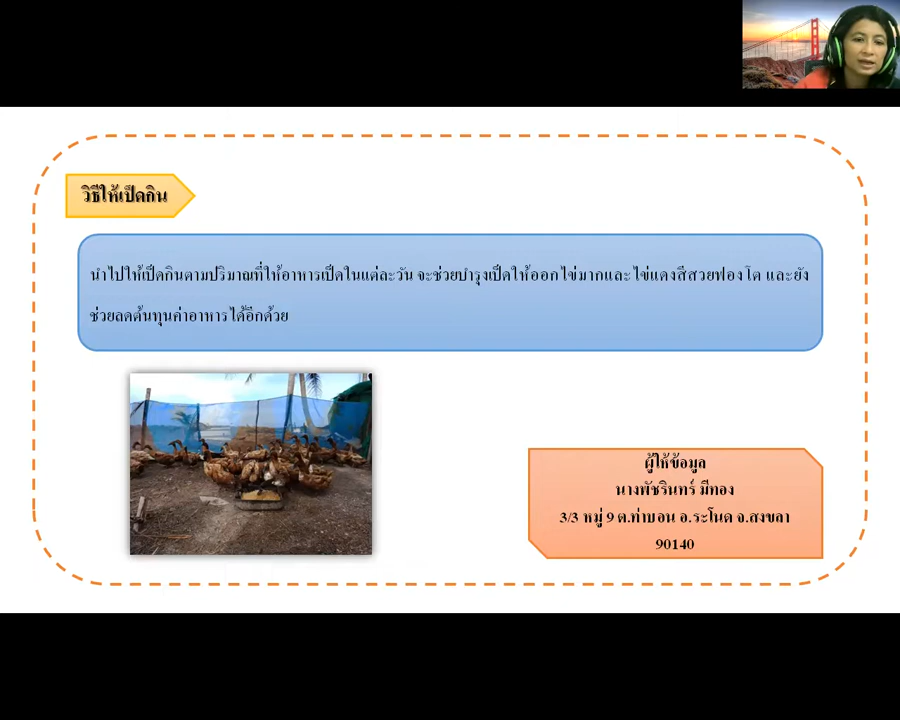 วิธีให้เป็ดกิน
นำไปให้เป็ดกินตามปริมาณที่ให้อาหารเป็ดในแต่ละวัน จะช่วยบำรุงเป็ดให้ออกไข่มากและไข่แดงสีสวยฟองโต และยัง
ช่วยลดต้นทุนค่าอาหารได้อีกด้วย
ผู้ให้ข้อมูล
นางพัชรินทร์ มีทอง
3/3 หมู่ 9 ต.ท่าบอน อ.ระโนด จ.สงขลา
90140